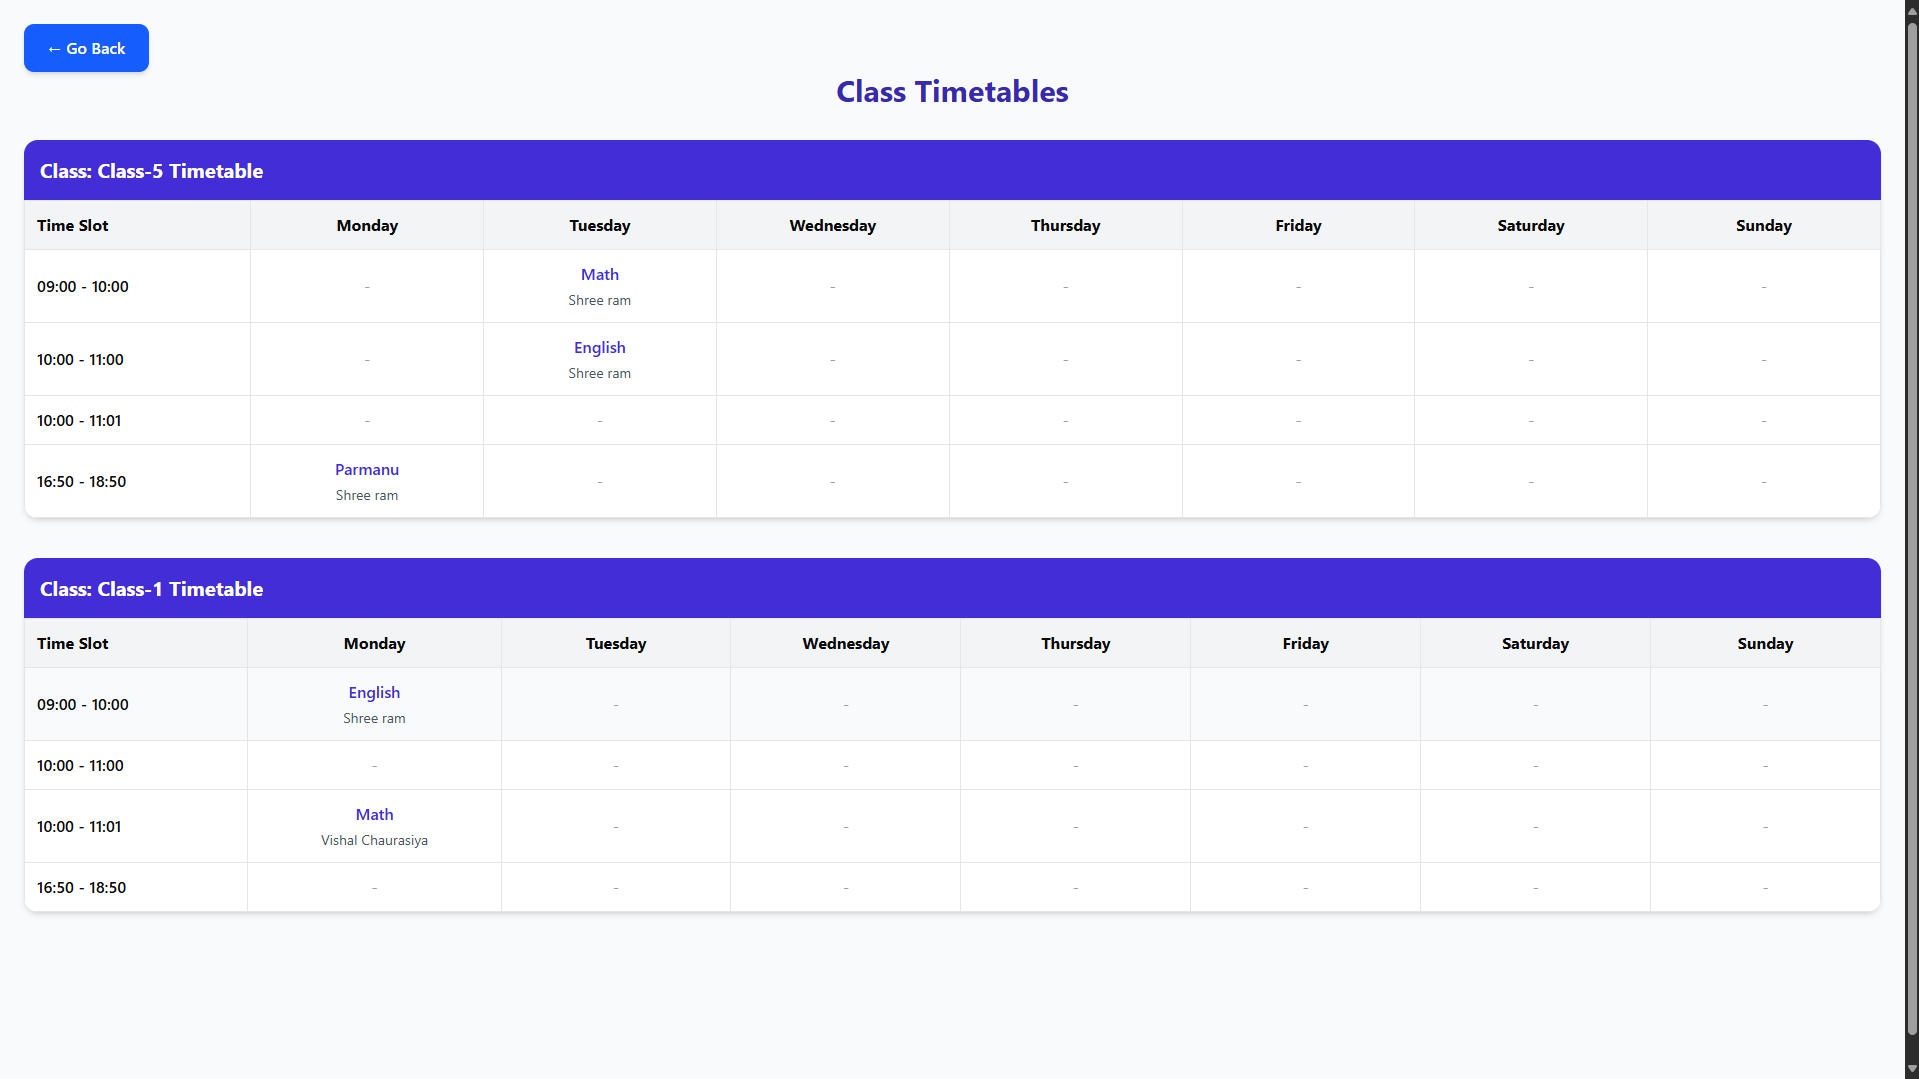 ← Go Back
Class Timetables
Class: Class-5 Timetable
Time Slot Monday Tuesday Wednesday Thursday Friday Saturday Sunday
09:00 - 10:00 - Math - - - - -
Shree ram
10:00 - 11:00 - English - - - - -
Shree ram
10:00 - 11:01 - - - - - - -
16:50 - 18:50 Parmanu - - - - - -
Shree ram
Class: Class-1 Timetable
Time Slot Monday Tuesday Wednesday Thursday Friday Saturday Sunday
09:00 - 10:00 English - - - - - -
Shree ram
10:00 - 11:00 - - - - - - -
10:00 - 11:01 Math - - - - - -
Vishal Chaurasiya
16:50 - 18:50 - - - - - - -